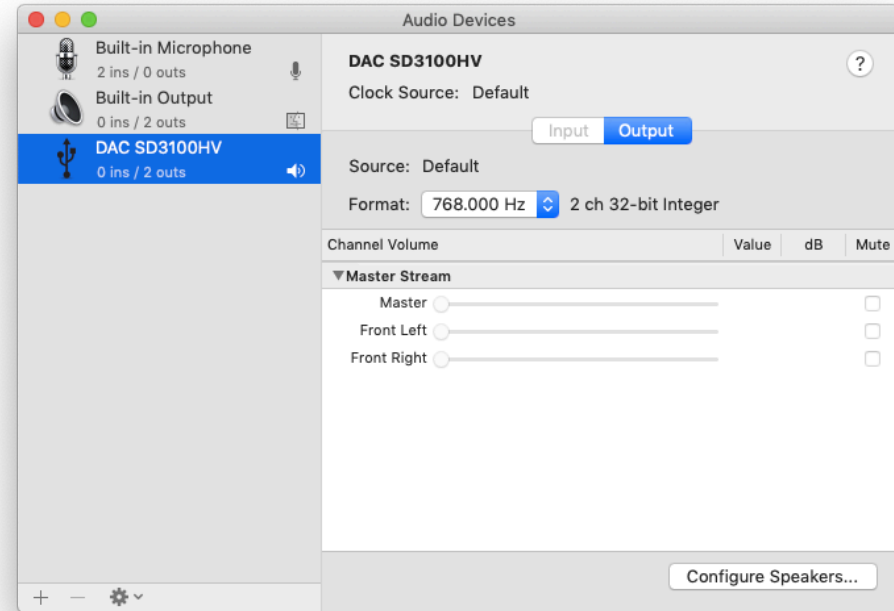 Audio Devices
Built-in Microphone
2 ins / 0 outs
Built-in Output
0 ins / 2 outs
DAC SD3100HV
0 ins / 2 outs
DAC SD3100HV
?
Clock Source: Default
Input Output
Source: Default
Format: 768.000 Hz 2 ch 32-bit Integer
Channel Volume Value dB Mute
Master Stream
Master
Front Left
Front Right
Configure Speakers...